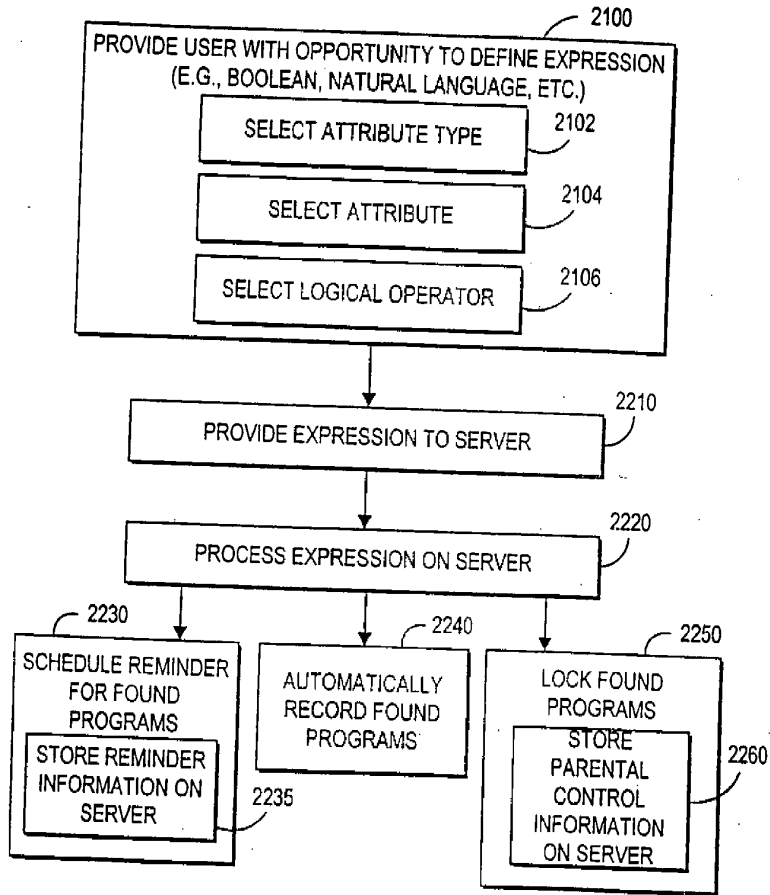 2100
PROVIDE USER WITH OPPORTUNITY TO DEFINE EXPRESSION
(E.G., BOOLEAN, NATURAL LANGUAGE, ETC.)
SELECT ATTRIBUTE TYPE
2102
SELECT ATTRIBUTE
2104
SELECT LOGICAL OPERATOR
2106
PROVIDE EXPRESSION TO SERVER
2210
PROCESS EXPRESSION ON SERVER
2220
2230
SCHEDULE REMINDER
FOR FOUND
PROGRAMS
STORE REMINDER
INFORMATION ON
SERVER
2235
2240
AUTOMATICALLY
RECORD FOUND
PROGRAMS
2250
LOCK FOUND
PROGRAMS
STORE
PARENTAL
CONTROL
INFORMATION
ON SERVER
2260